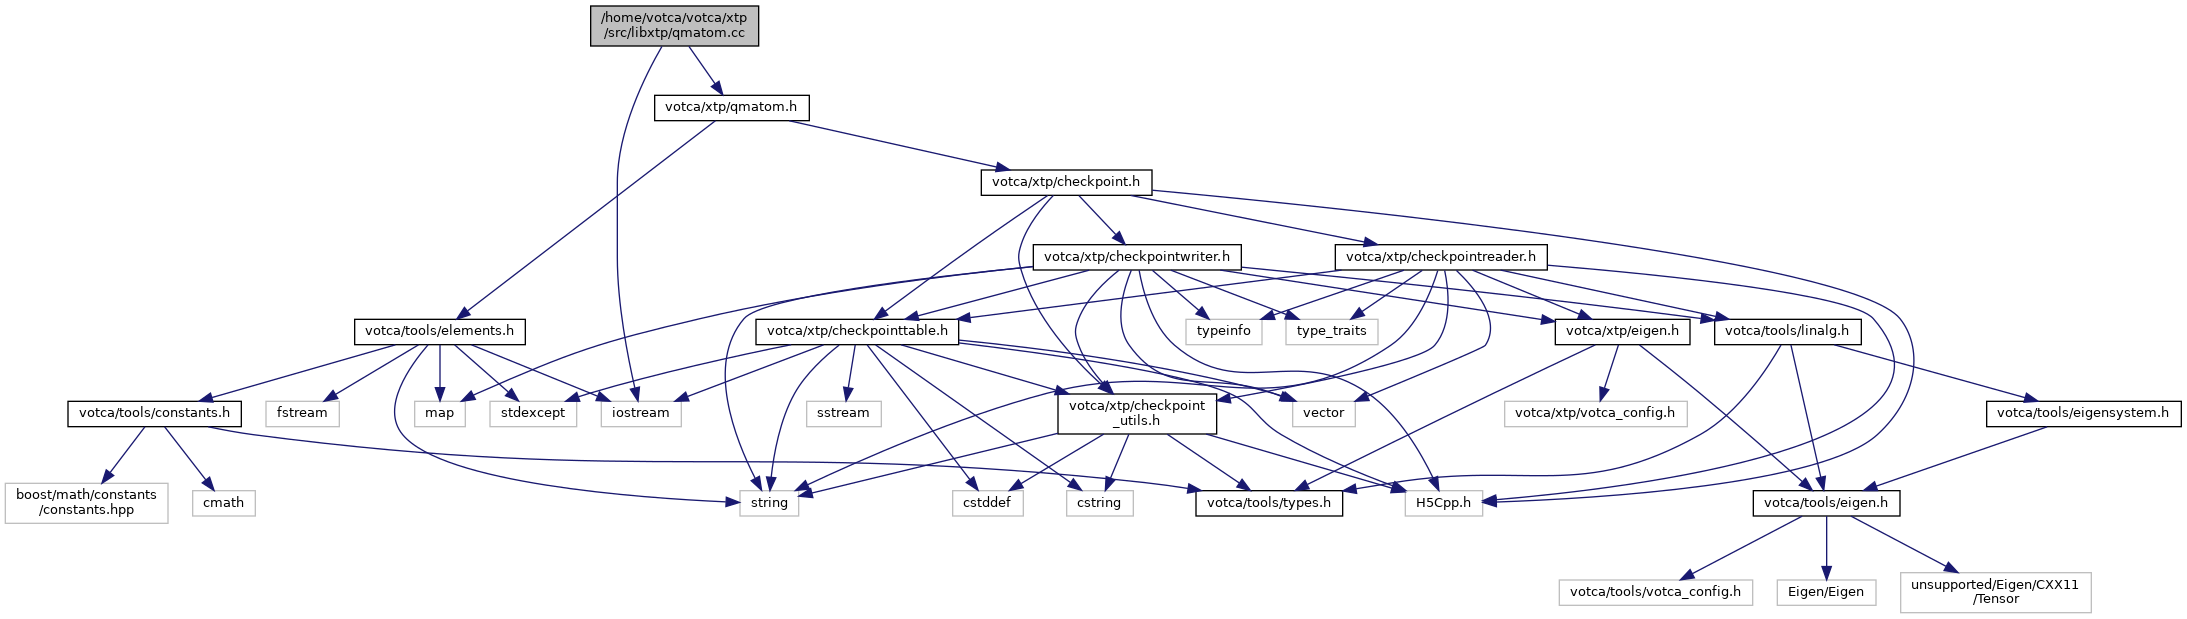 /home/votca/votca/xtp
/src/libxtp/qmatom.cc
votca/xtp/qmatom.h
votca/xtp/checkpoint.h
votca/xtp/checkpointwriter.h
votca/xtp/checkpointreader.h
votca/tools/elements.h
votca/xtp/checkpointtable.h
typeinfo
type_traits
votca/xtp/eigen.h
votca/tools/linalg.h
votca/tools/constants.h
fstream
map
stdexcept
iostream
sstream
votca/xtp/checkpoint
_utils.h
vector
votca/xtp/votca_config.h
votca/tools/eigensystem.h
boost/math/constants
/constants.hpp
cmath
string
cstddef
cstring
votca/tools/types.h
H5Cpp.h
votca/tools/eigen.h
votca/tools/votca_config.h
Eigen/Eigen
unsupported/Eigen/CXX11
/Tensor